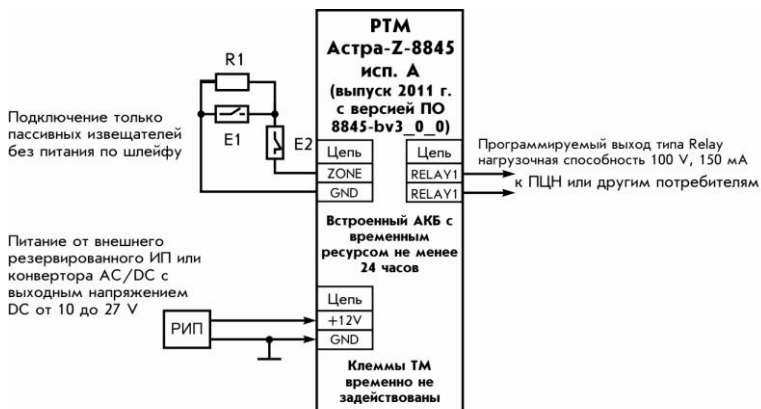 РТМ
Астра-Z-8845
исп. А
(выпуск 2011 г.
с версией ПО
8845-bv3_0_0)
R1
E1
E2
Подключение только
пассивных извещателей
без питания по шлейфу
Цепь
ZONE
GND
Цепь
RELAY1
RELAY1
Программируемый выход типа Relay
нагрузочная способность 100 V, 150 мА
к ПЦН или другим потребителям
Встроенный АКБ с
временным
ресурсом не менее
24 часов
Питание от внешнего
резервированного ИП или
конвертора AC/DC с
выходным напряжением
DC от 10 до 27 V
РИП
Цепь
+12V
GND
Клеммы ТМ
временно не
задействованы